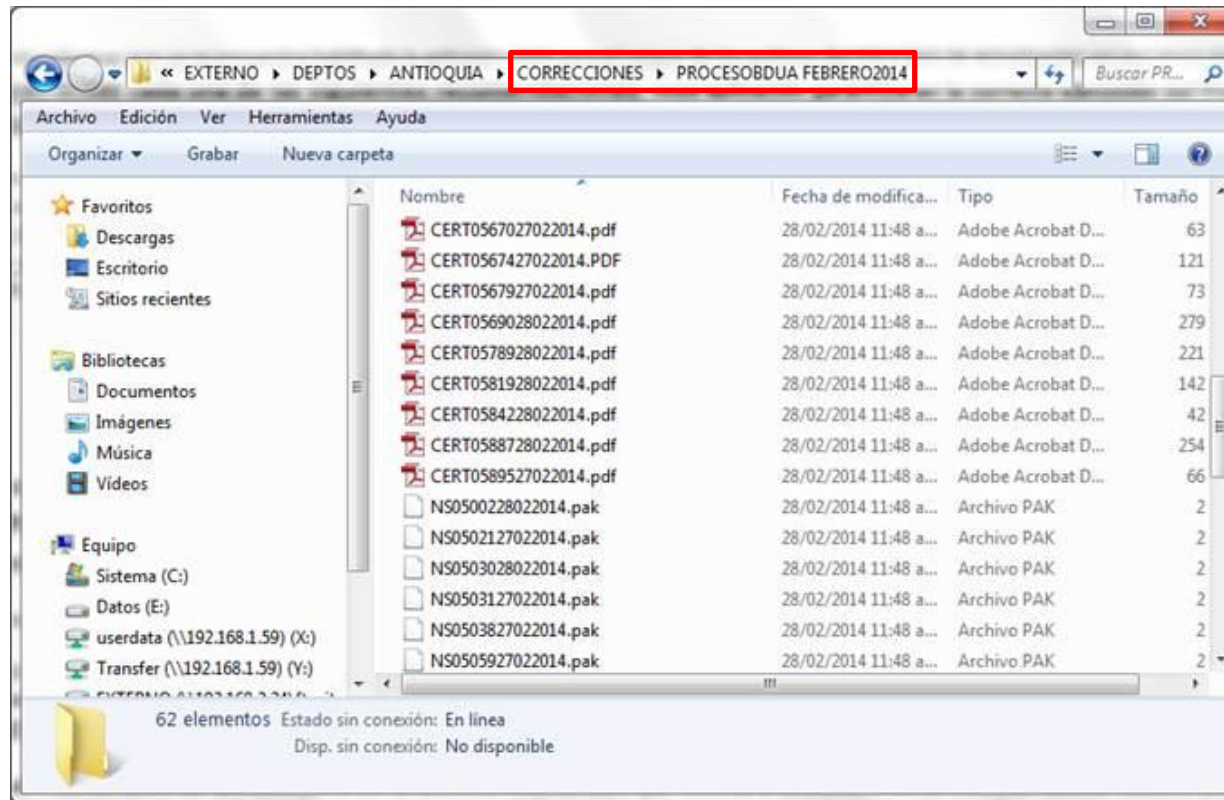 « EXTERNO ▸ DEPTOS ▸ ANTIOQUIA ▸ CORRECCIONES ▸ PROCESOBDUA FEBRERO2014
Buscar PR...
Archivo Edición Ver Herramientas Ayuda
Organizar Grabar Nueva carpeta
Favoritos
Descargas
Escritorio
Sitios recientes
Bibliotecas
Documentos
Imágenes
Música
Vídeos
Equipo
Sistema (C:)
Datos (E:)
userdata (\\192.168.1.59) (X:)
Transfer (\\192.168.1.59) (Y:)
Nombre Fecha de modifica... Tipo Tamaño
CERT0567027022014.pdf 28/02/2014 11:48 a... Adobe Acrobat D... 63
CERT0567427022014.PDF 28/02/2014 11:48 a... Adobe Acrobat D... 121
CERT0567927022014.pdf 28/02/2014 11:48 a... Adobe Acrobat D... 73
CERT0569028022014.pdf 28/02/2014 11:48 a... Adobe Acrobat D... 279
CERT0578928022014.pdf 28/02/2014 11:48 a... Adobe Acrobat D... 221
CERT0581928022014.pdf 28/02/2014 11:48 a... Adobe Acrobat D... 142
CERT0584228022014.pdf 28/02/2014 11:48 a... Adobe Acrobat D... 42
CERT0588728022014.pdf 28/02/2014 11:48 a... Adobe Acrobat D... 254
CERT0589527022014.pdf 28/02/2014 11:48 a... Adobe Acrobat D... 66
NS0500228022014.pak 28/02/2014 11:48 a... Archivo PAK 2
NS0502127022014.pak 28/02/2014 11:48 a... Archivo PAK 2
NS0503028022014.pak 28/02/2014 11:48 a... Archivo PAK 2
NS0503127022014.pak 28/02/2014 11:48 a... Archivo PAK 2
NS0503827022014.pak 28/02/2014 11:48 a... Archivo PAK 2
NS0505927022014.pak 28/02/2014 11:48 a... Archivo PAK 2
62 elementos Estado sin conexión: En línea
Disp. sin conexión: No disponible